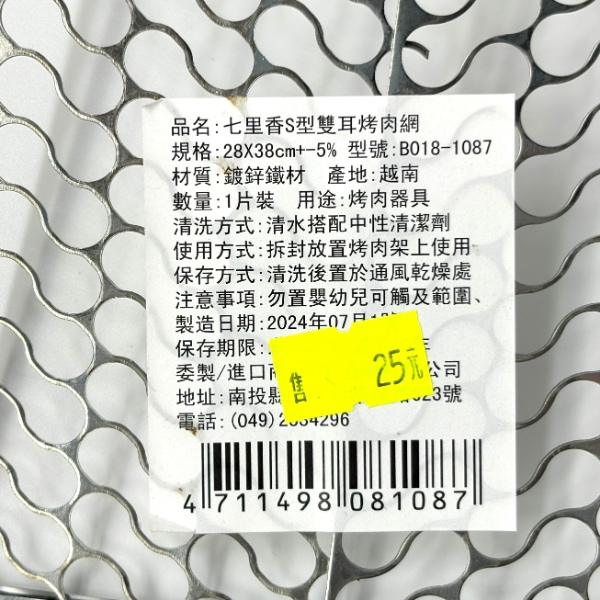 品名:七里香S型雙耳烤肉網
規格:28X38cm+-5% 型號:B018-1087
材質:鍍鋅鐵材 產地:越南
數量:1片裝 用途:烤肉器具
清洗方式:清水搭配中性清潔劑
使用方式:拆封放置烤肉架上使用
保存方式:清洗後置於通風乾燥處
注意事項:勿置嬰幼兒可觸及範圍、
製造日期:2024年07月
保存期限:
委製/進口 公司
售 25元
地址:南投縣 623號
電話:(049)2634296
4 711498 081087